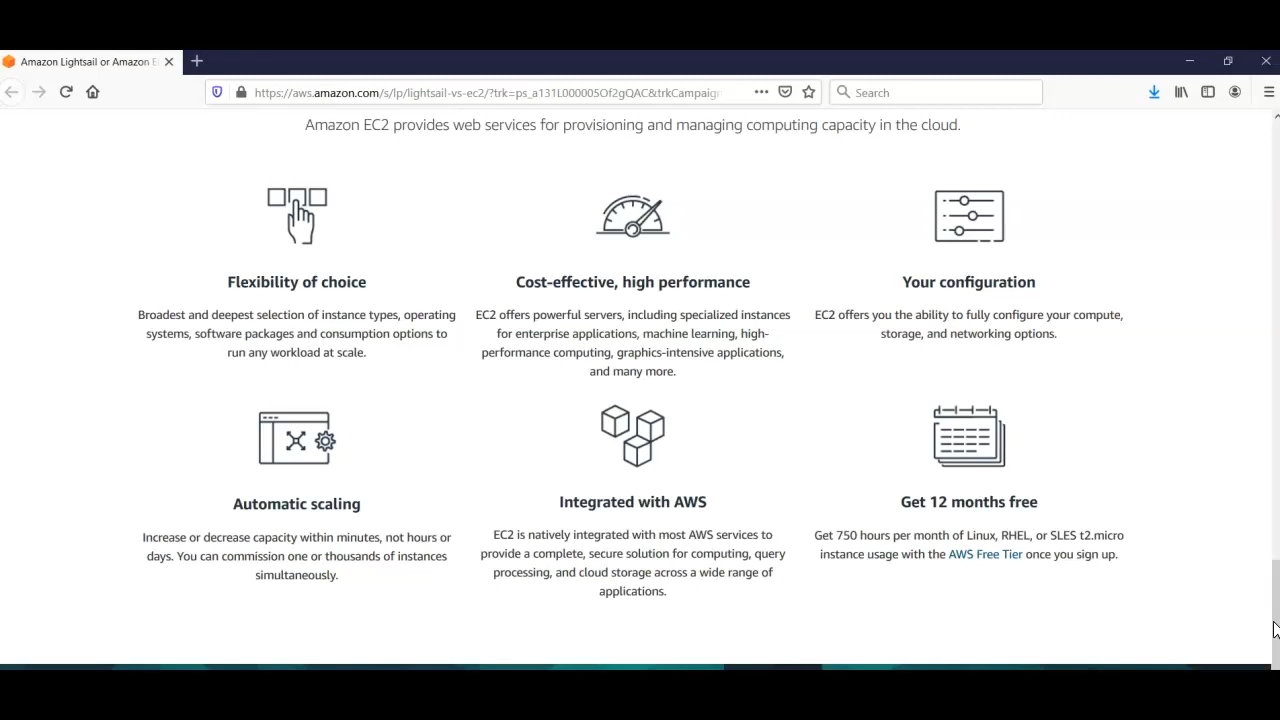 Amazon Lightsail or Amazon E
https://aws.amazon.com/s/lp/lightsail-vs-ec2/?trk=ps_a131L000005Of2gQAC&trkCampaign
Search
Amazon EC2 provides web services for provisioning and managing computing capacity in the cloud.
Flexibility of choice
Broadest and deepest selection of instance types, operating
systems, software packages and consumption options to
run any workload at scale.
Cost-effective, high performance
EC2 offers powerful servers, including specialized instances
for enterprise applications, machine learning, high-
performance computing, graphics-intensive applications,
and many more.
Your configuration
EC2 offers you the ability to fully configure your compute,
storage, and networking options.
Automatic scaling
Increase or decrease capacity within minutes, not hours or
days. You can commission one or thousands of instances
simultaneously.
Integrated with AWS
EC2 is natively integrated with most AWS services to
provide a complete, secure solution for computing, query
processing, and cloud storage across a wide range of
applications.
Get 12 months free
Get 750 hours per month of Linux, RHEL, or SLES t2.micro
instance usage with the AWS Free Tier once you sign up.